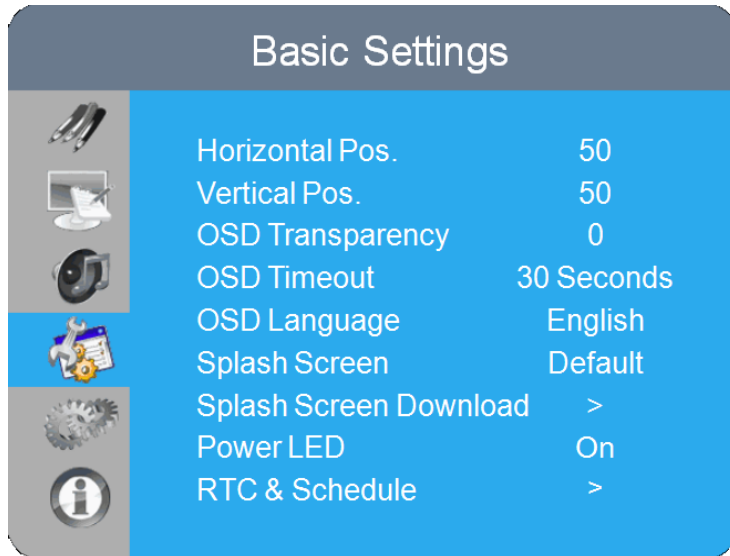 Basic Settings
Horizontal Pos. 50
Vertical Pos. 50
OSD Transparency 0
OSD Timeout 30 Seconds
OSD Language English
Splash Screen Default
Splash Screen Download >
Power LED On
RTC & Schedule >